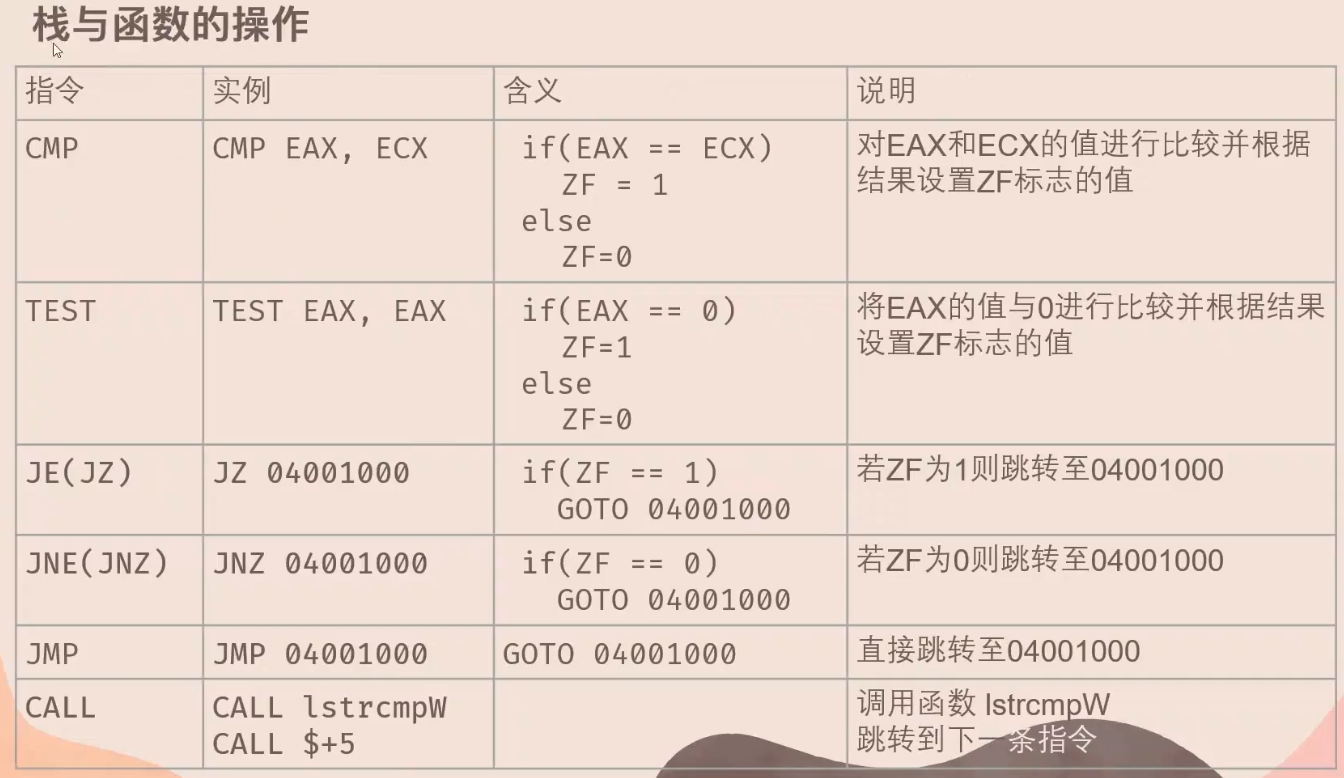 栈与函数的操作
指令 实例 含义 说明
CMP CMP EAX, ECX if(EAX == ECX) 对EAX和ECX的值进行比较并根据
ZF = 1 结果设置ZF标志的值
else
ZF=0
TEST TEST EAX, EAX if(EAX == 0) 将EAX的值与0进行比较并根据结果
ZF=1 设置ZF标志的值
else
ZF=0
JE(JZ) JZ 04001000 if(ZF == 1) 若ZF为1则跳转至04001000
GOTO 04001000
JNE(JNZ) JNZ 04001000 if(ZF == 0) 若ZF为0则跳转至04001000
GOTO 04001000
JMP JMP 04001000 GOTO 04001000 直接跳转至04001000
CALL CALL lstrcmpW 调用函数 lstrcmpW
CALL $+5 跳转到下一条指令